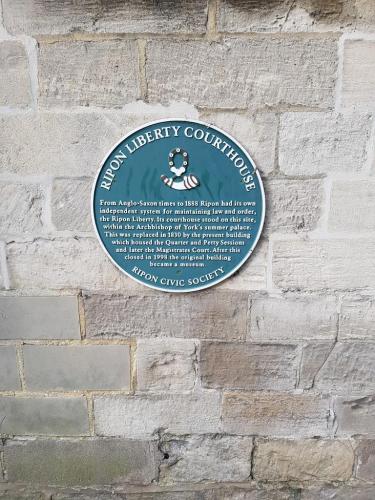 RIPON LIBERTY COURTHOUSE
From Anglo-Saxon times to 1888 Ripon had its own
independent system for maintaining law and order,
the Ripon Liberty. Its courthouse stood on this site,
within the Archbishop of York's summer palace.
This was replaced in 1830 by the present building
which housed the Quarter and Petty Sessions
and later the Magistrates Court. After this
closed in 1998 the original building
became a museum.
RIPON CIVIC SOCIETY